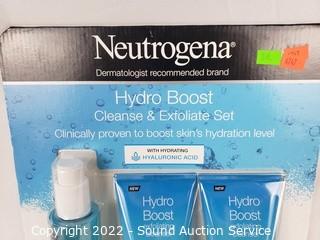 Neutrogena®
Dermatologist recommended brand
Hydro Boost
Cleanse & Exfoliate Set
Clinically proven to boost skin's hydration level
WITH HYDRATING
HYALURONIC ACID
NEW
Hydro
Boost
NEW
Hydro
Boost
Copyright 2022 - Sound Auction Service